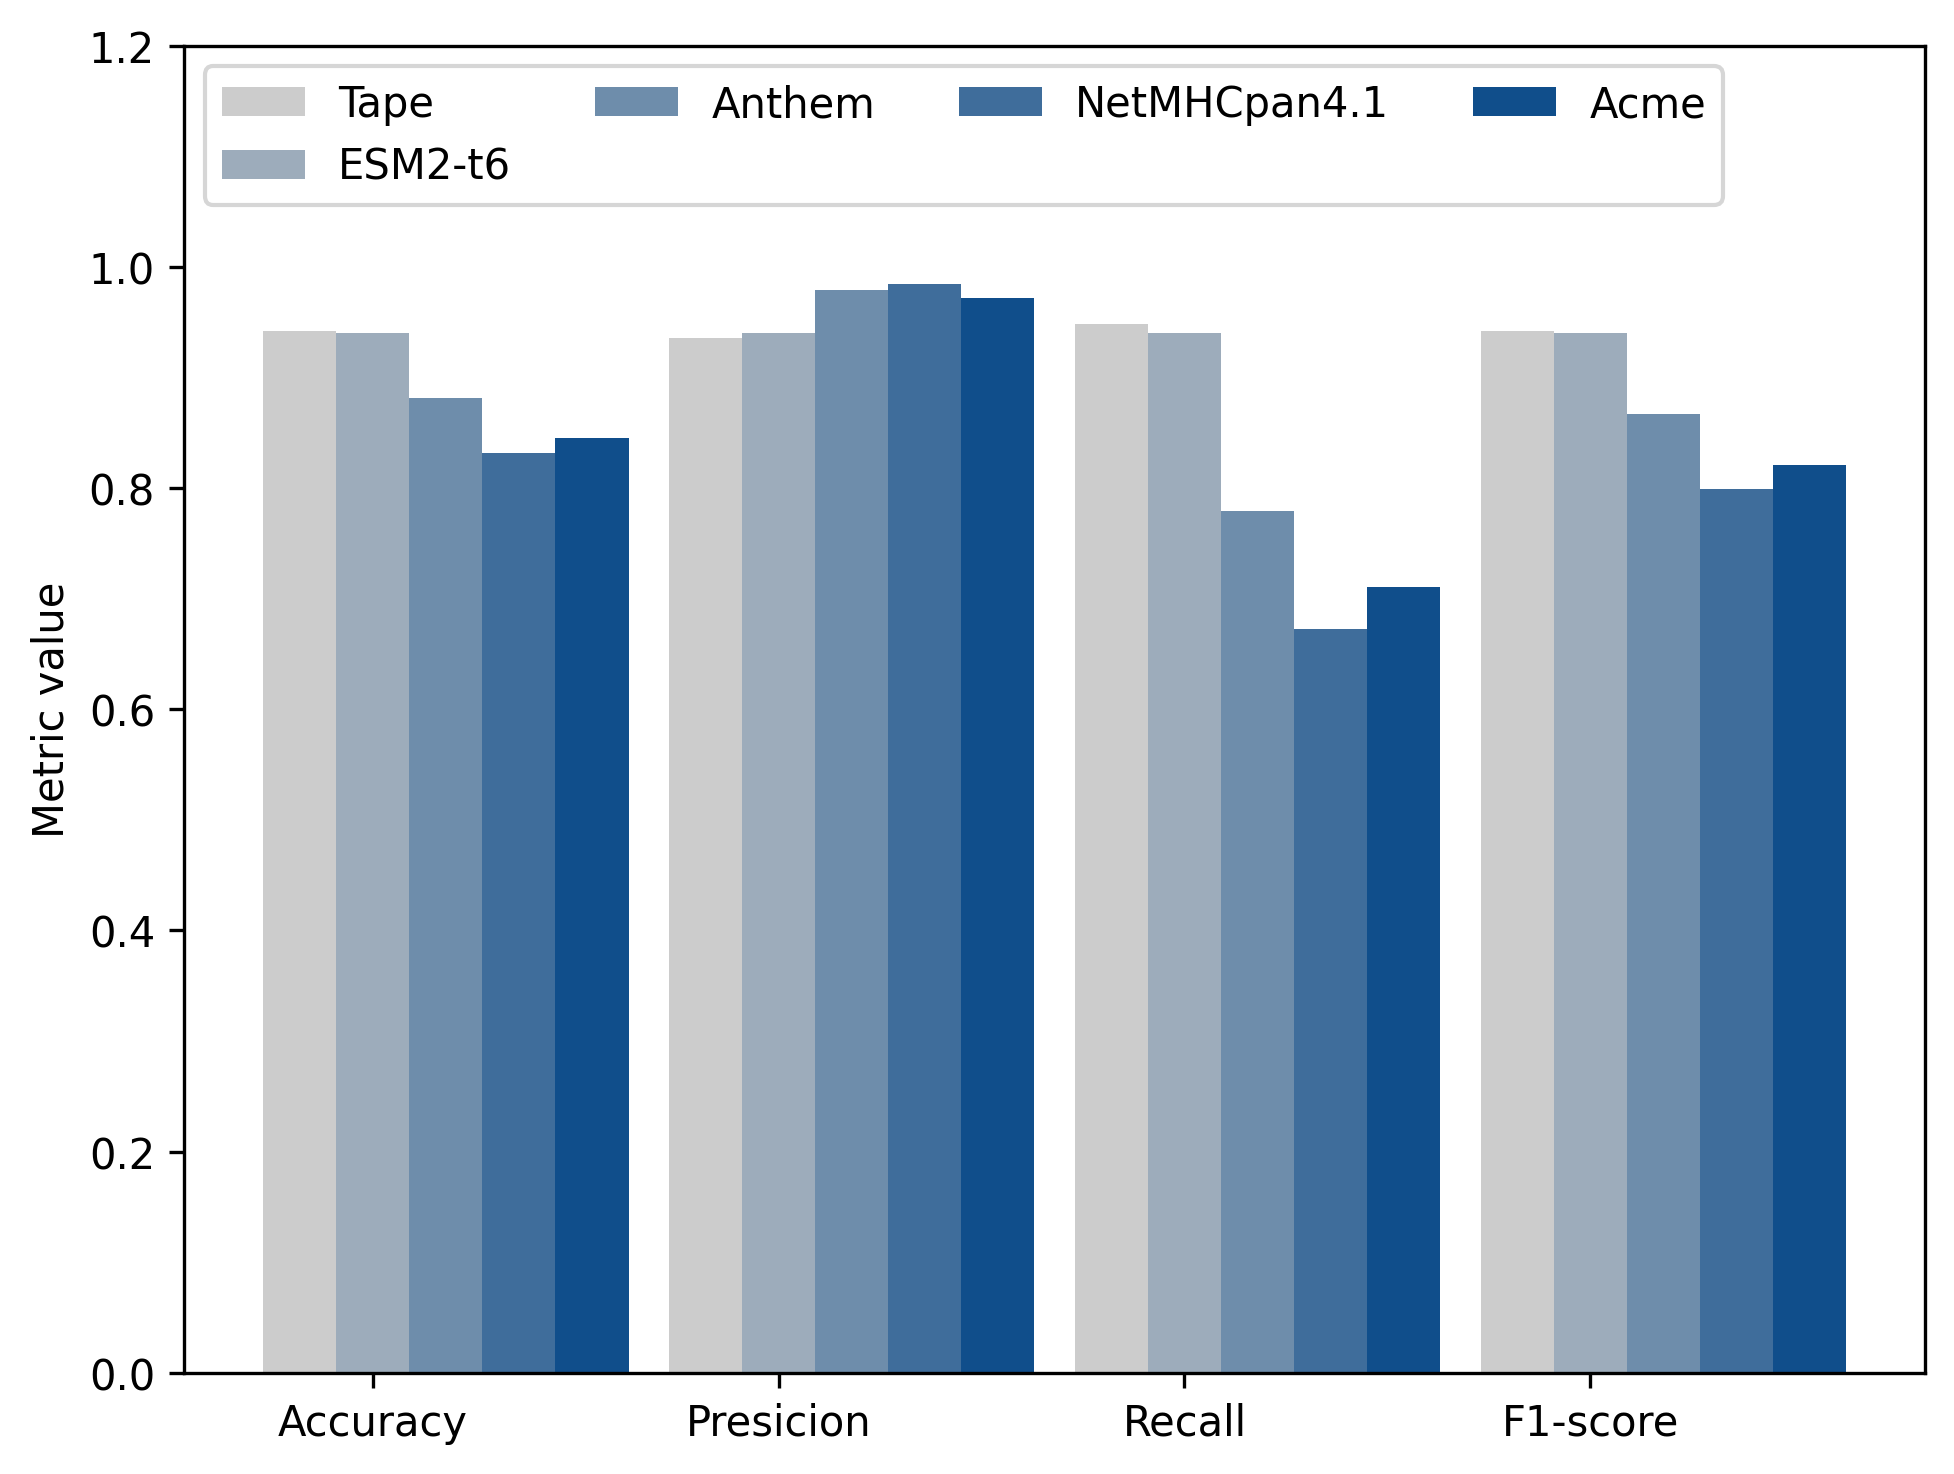 1.2
Tape Anthem NetMHCpan4.1 Acme
ESM2-t6
1.0
0.8
0.6
0.4
0.2
0.0
Metric value
Accuracy Presicion Recall F1-score